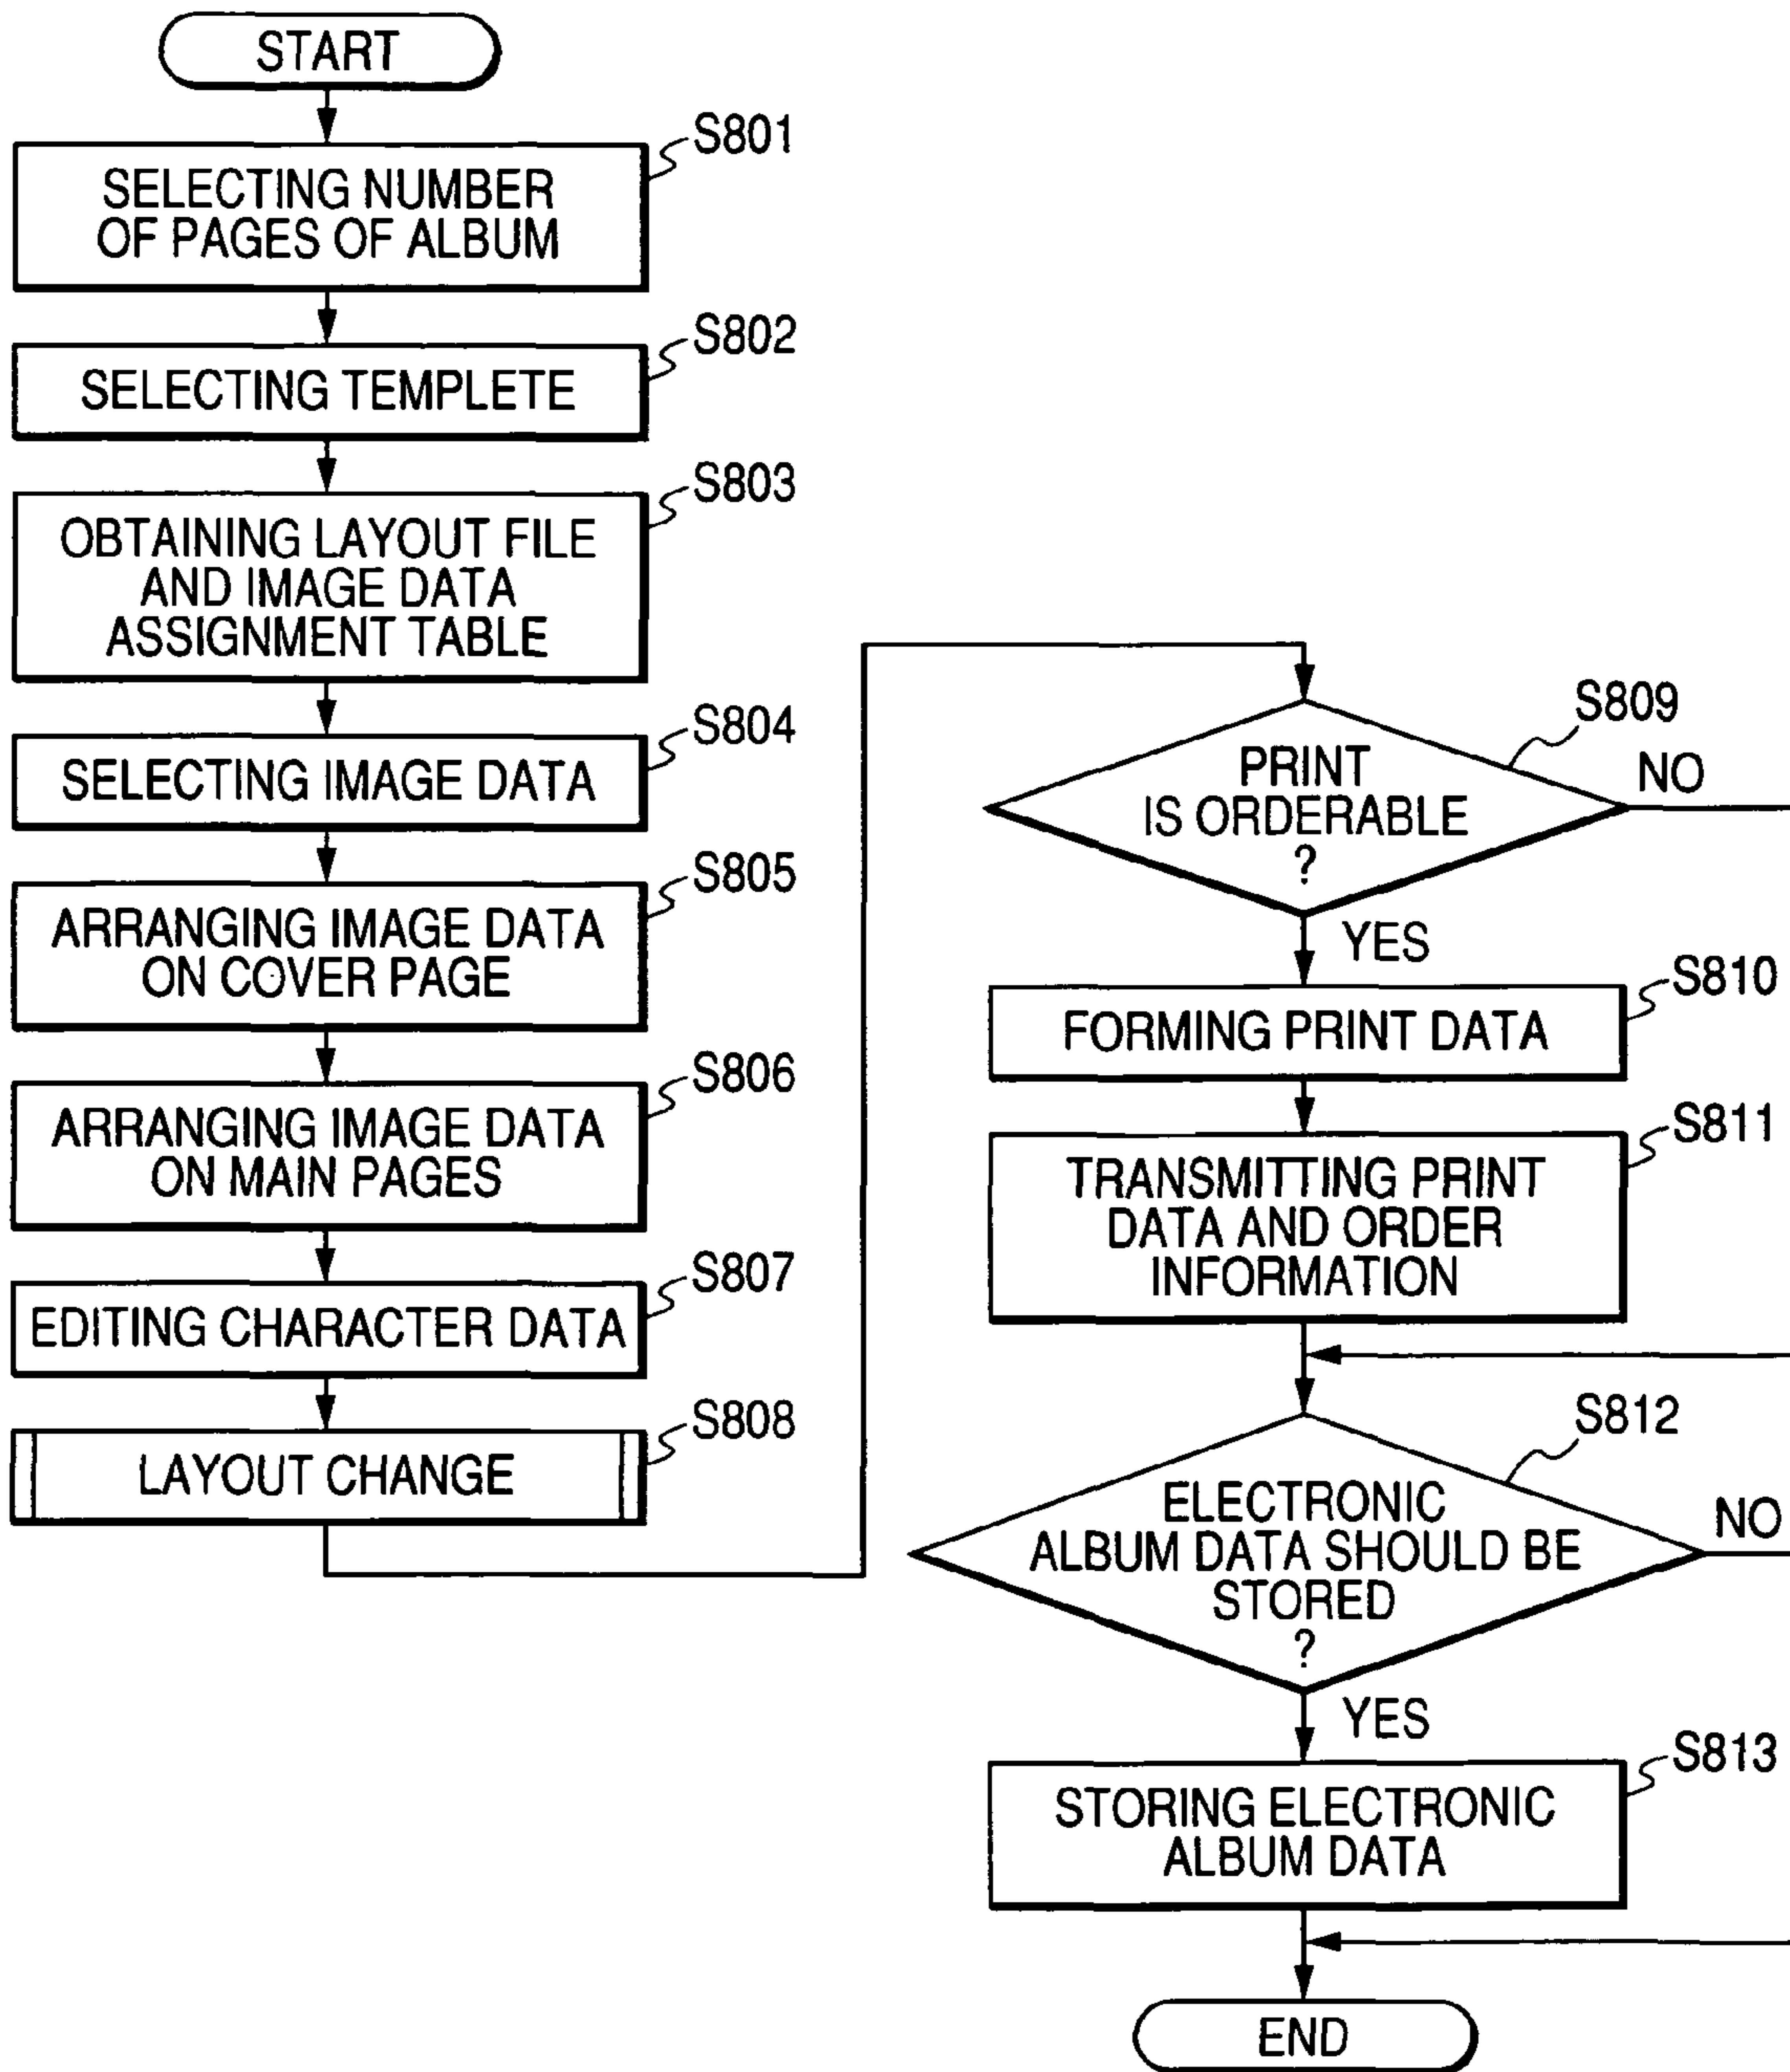 START
S801
SELECTING NUMBER
OF PAGES OF ALBUM
S802
SELECTING TEMPLETE
S803
OBTAINING LAYOUT FILE
AND IMAGE DATA
ASSIGNMENT TABLE
S804
SELECTING IMAGE DATA
S805
ARRANGING IMAGE DATA
ON COVER PAGE
S806
ARRANGING IMAGE DATA
ON MAIN PAGES
S807
EDITING CHARACTER DATA
S808
LAYOUT CHANGE
S809
PRINT
IS ORDERABLE
?
NO
YES
S810
FORMING PRINT DATA
S811
TRANSMITTING PRINT
DATA AND ORDER
INFORMATION
S812
ELECTRONIC
ALBUM DATA SHOULD BE
STORED
?
NO
YES
S813
STORING ELECTRONIC
ALBUM DATA
END